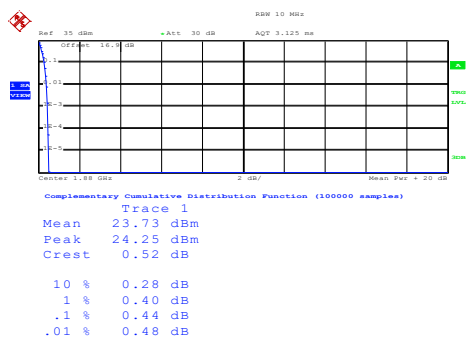 RBW 10 MHz
Ref 35 dBm Att 30 dB AQT 3.125 ms
Offset 16.9 dB
0.1
A
1 SA
VIEW
0.01
TRG
LVL
1E-3
1E-4
1E-5
3DB
Center 1.88 GHz 2 dB/ Mean Pwr + 20 dB
Complementary Cumulative Distribution Function (100000 samples)
Trace 1
Mean 23.73 dBm
Peak 24.25 dBm
Crest 0.52 dB
10 % 0.28 dB
1 % 0.40 dB
.1 % 0.44 dB
.01 % 0.48 dB